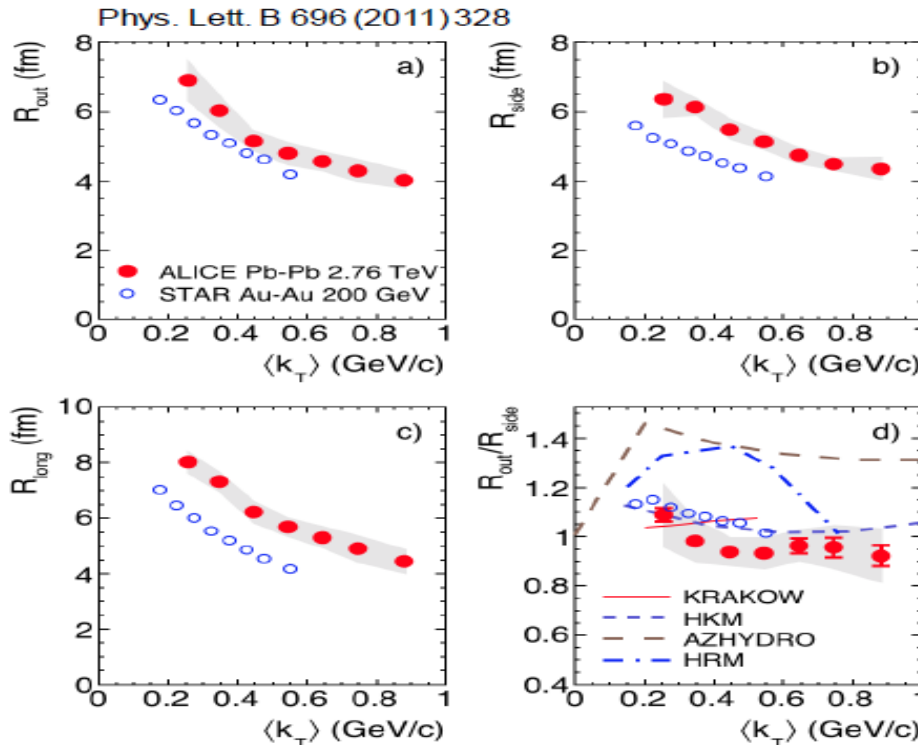 Phys. Lett. B 696 (2011) 328
R_out (fm)
8
6
4
2
0
a)
ALICE Pb-Pb 2.76 TeV
STAR Au-Au 200 GeV
0 0.2 0.4 0.6 0.8 1
⟨k_T⟩ (GeV/c)
R_side (fm)
8
6
4
2
0
b)
0 0.2 0.4 0.6 0.8 1
⟨k_T⟩ (GeV/c)
R_long (fm)
10
8
6
4
2
0
c)
0 0.2 0.4 0.6 0.8 1
⟨k_T⟩ (GeV/c)
R_out/R_side
1.4
1.2
1
0.8
0.6
0.4
d)
KRAKOW
HKM
AZHYDRO
HRM
0 0.2 0.4 0.6 0.8 1
⟨k_T⟩ (GeV/c)